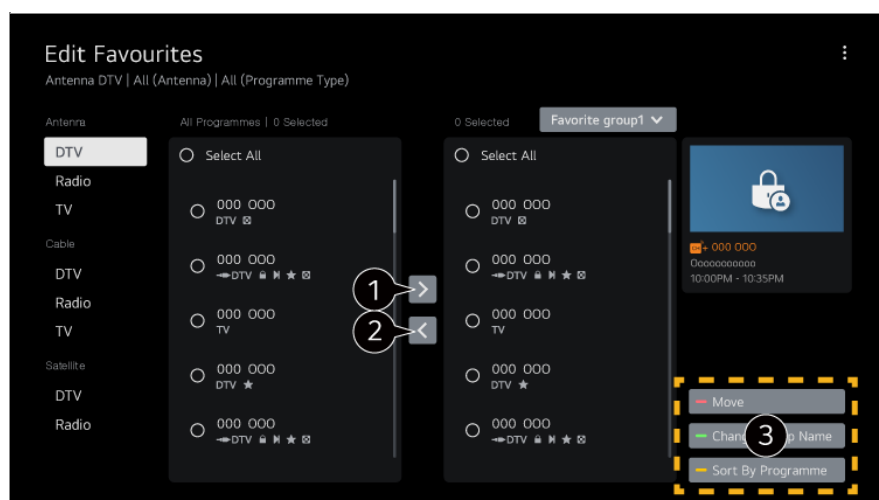 Edit Favourites
Antenna DTV | All (Antenna) | All (Programme Type)
Antenna
DTV
Radio
TV
Cable
DTV
Radio
TV
Satellite
DTV
Radio
All Programmes | 0 Selected
Select All
000 000
DTV
000 000
DTV
000 000
TV
000 000
DTV
000 000
DTV
1
2
0 Selected
Favorite group1
Select All
000 000
DTV
000 000
DTV
000 000
TV
000 000
DTV
000 000
DTV
+ 000 000
Ooooooooooo
10:00PM - 10:35PM
Move
Name
3
Sort By Programme